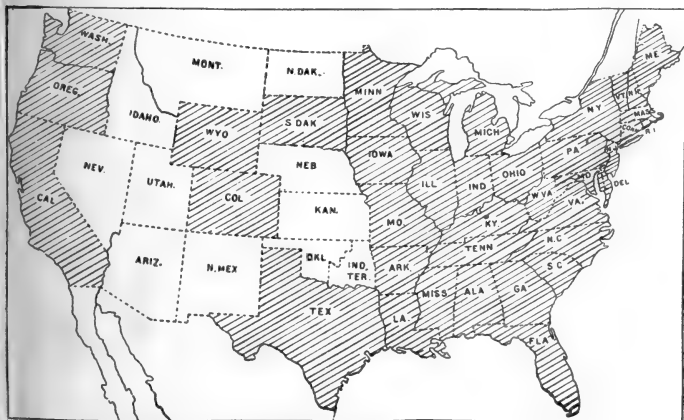 WASH.
MONT.
N.DAK.
MINN
OREG.
IDAHO.
WYO
S.DAK
WIS
MICH
ME
VT.
N.H.
N.Y
MASS
CONN
R.I
NEV.
UTAH.
COL
NEB
IOWA
ILL
IND
OHIO
PA
N.J
MD
DEL
W.VA
VA.
CAL
KAN.
MO.
KY.
TENN
N.C
S.C
ARIZ.
N.MEX
OKL
IND.
TER.
ARK.
TEX
LA.
MISS
ALA
GA
FLA